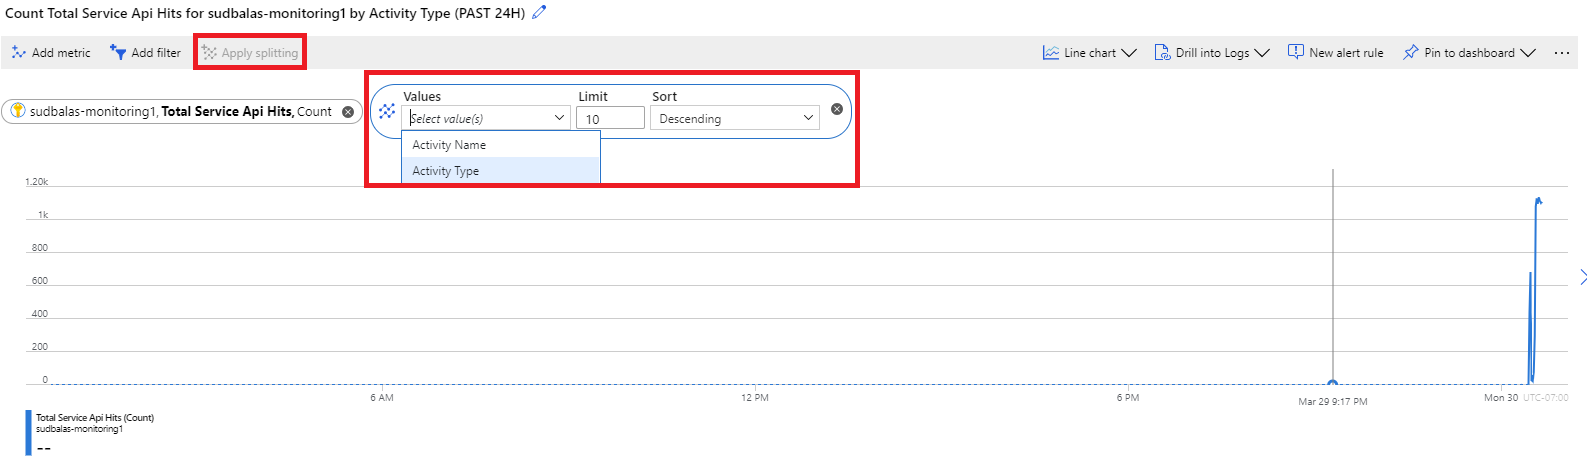 Count Total Service Api Hits for sudbalas-monitoring1 by Activity Type (PAST 24H)
Add metric
Add filter
Apply splitting
Line chart
Drill into Logs
New alert rule
Pin to dashboard
...
sudbalas-monitoring1, Total Service Api Hits, Count
Values
Limit
Sort
Select value(s)
10
Descending
Activity Name
Activity Type
1.20k
1k
800
600
400
200
0
6 AM
12 PM
6 PM
Mar 29 9:17 PM
Mon 30
UTC-07:00
Total Service Api Hits (Count)
sudbalas-monitoring1
--